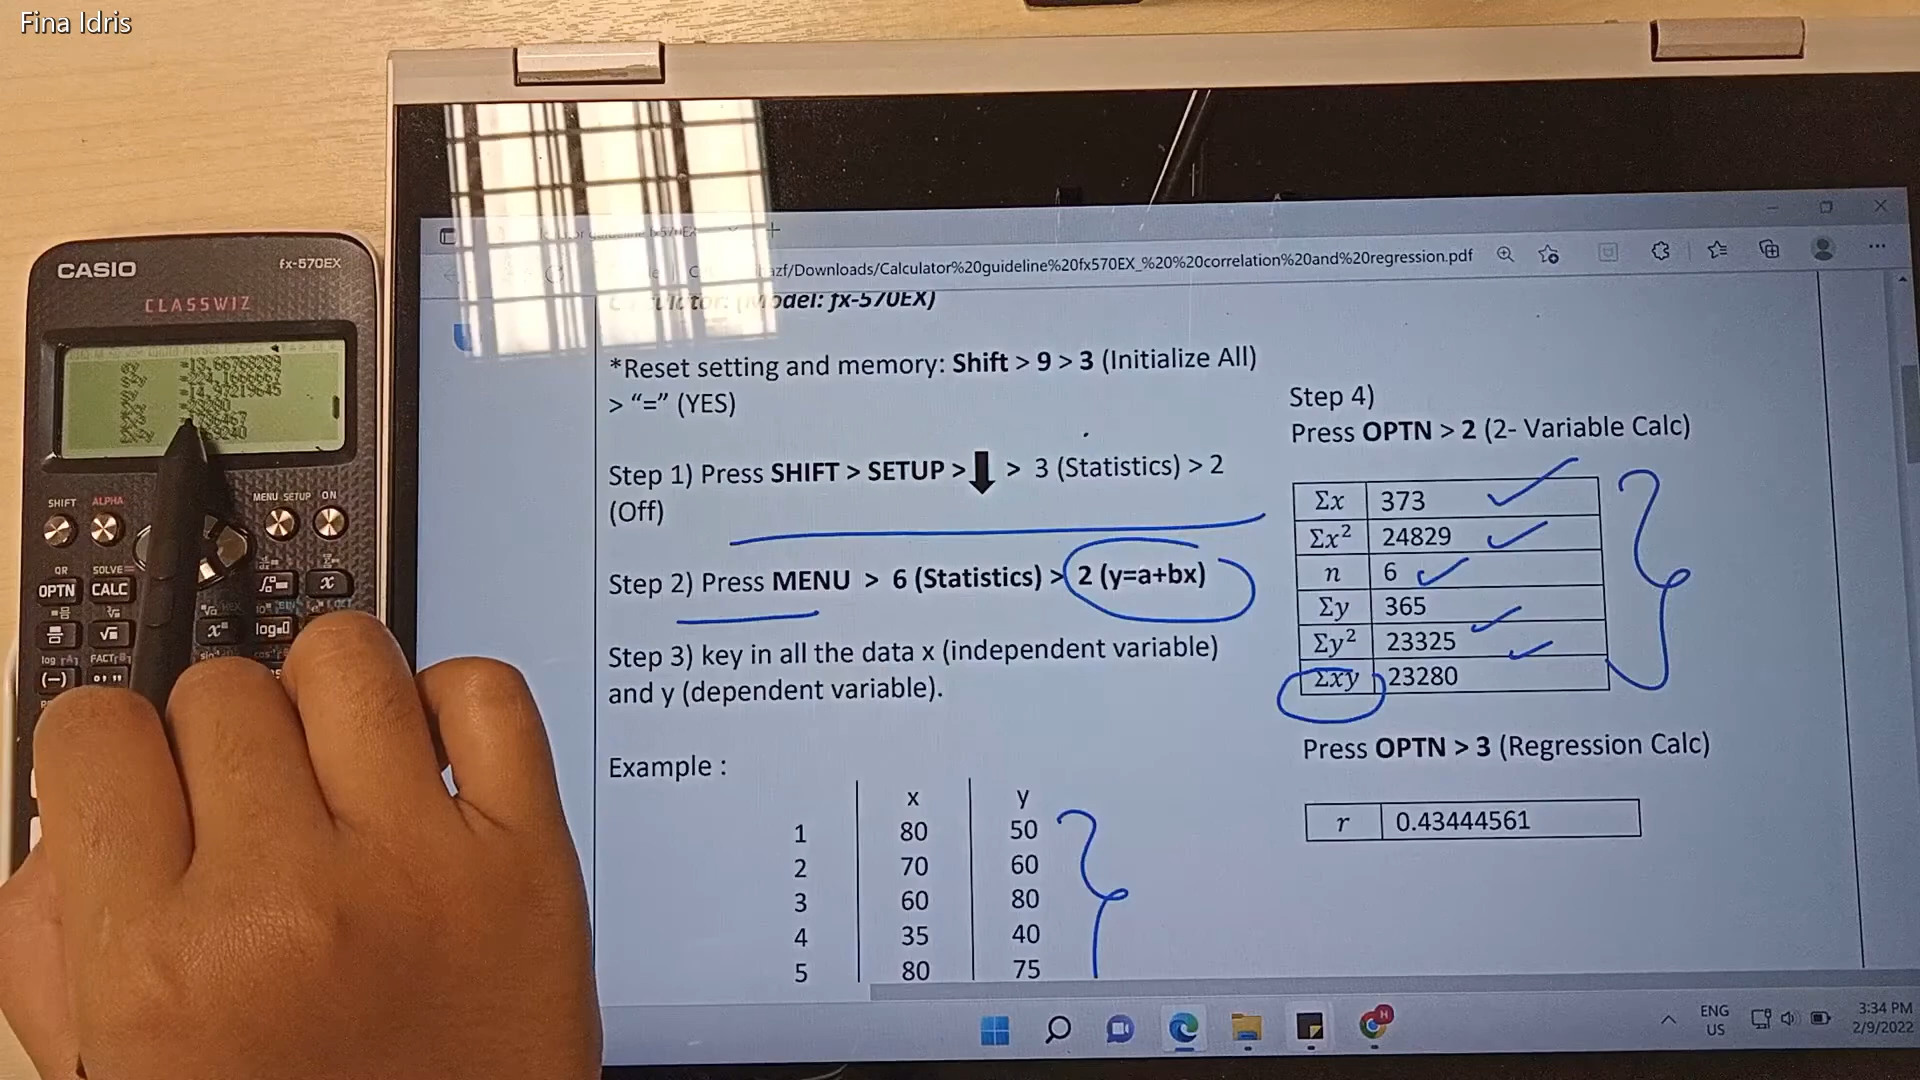 Fina Idris
CASIO
fx-570EX
CLASSWIZ
SHIFT
ALPHA
MENU SETUP
ON
QR
SOLVE
OPTN
CALC
x
log
FACT
(−)
azf/Downloads/Calculator%20guideline%20fx570EX_%20%20correlation%20and%20regression.pdf
(Model: fx-570EX)
*Reset setting and memory: Shift > 9 > 3 (Initialize All)
> “=” (YES)
Step 1) Press SHIFT > SETUP > ⬇ > 3 (Statistics) > 2
(Off)
Step 2) Press MENU > 6 (Statistics) > 2 (y=a+bx)
Step 3) key in all the data x (independent variable)
and y (dependent variable).
Example :
x y
1 80 50
2 70 60
3 60 80
4 35 40
5 80 75
Step 4)
Press OPTN > 2 (2- Variable Calc)
Σx 373
Σx² 24829
n 6
Σy 365
Σy² 23325
Σxy 23280
Press OPTN > 3 (Regression Calc)
r 0.43444561
ENG
US
3:34 PM
2/9/2022